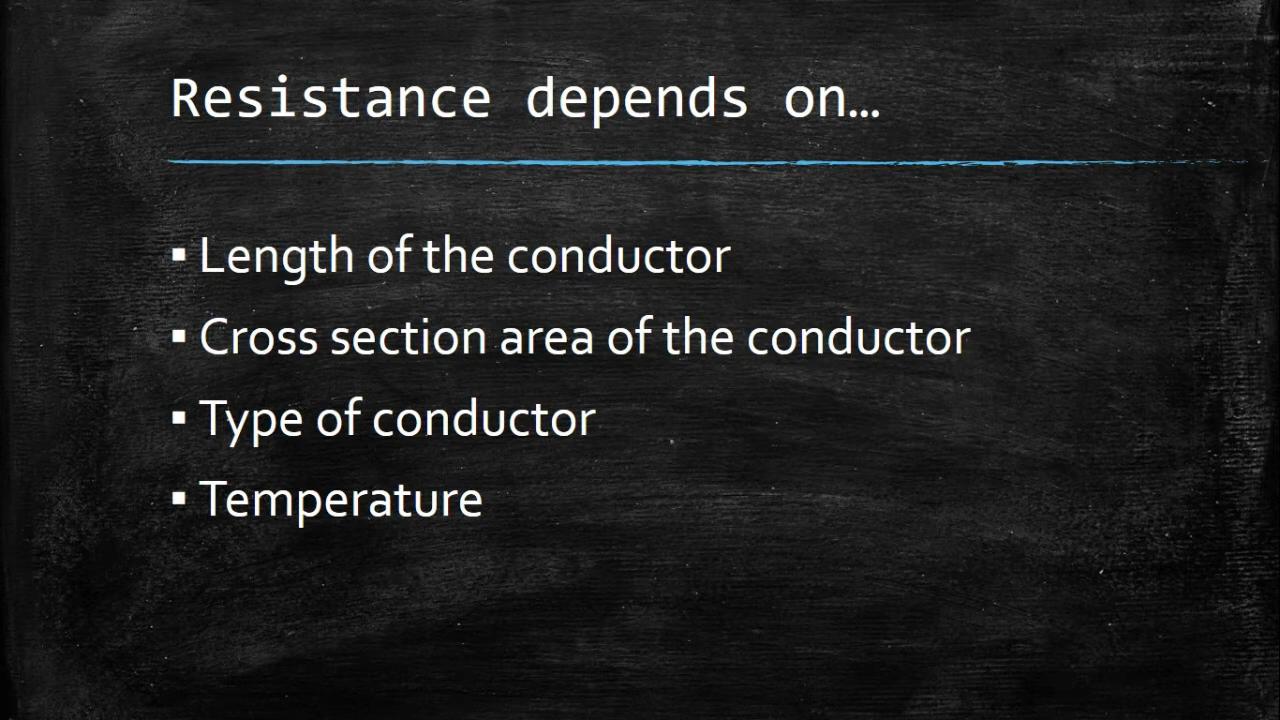 Resistance depends on…
▪ Length of the conductor
▪ Cross section area of the conductor
▪ Type of conductor
▪ Temperature